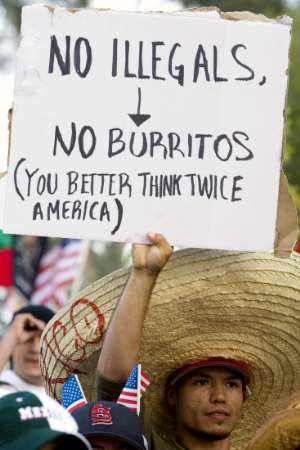 NO ILLEGALS,
↓
NO BURRITOS
(YOU BETTER THINK TWICE
AMERICA)